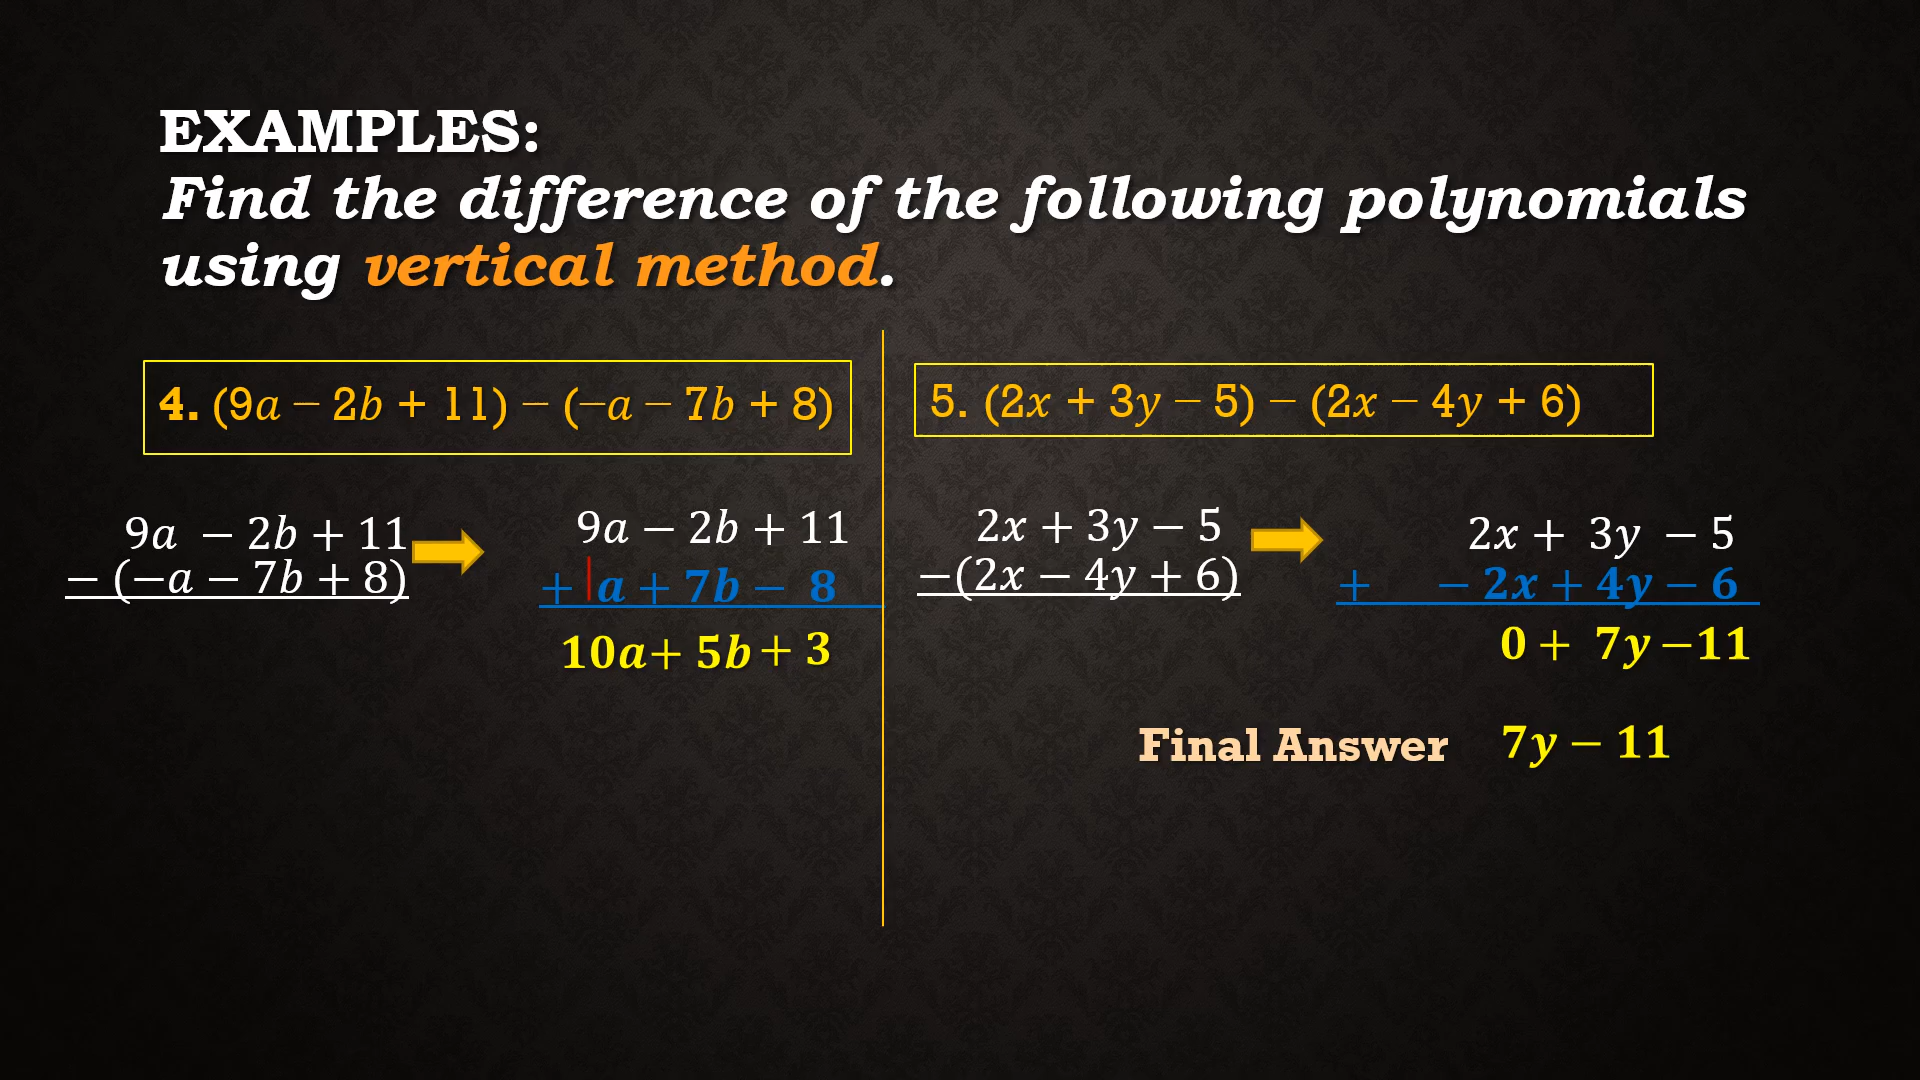 EXAMPLES:
Find the difference of the following polynomials
using vertical method.
4. (9a – 2b + 11) – (–a – 7b + 8)
9a − 2b + 11
− (−a − 7b + 8)
9a − 2b + 11
+ a + 7b − 8
10a+ 5b + 3
5. (2x + 3y – 5) – (2x – 4y + 6)
2x + 3y − 5
−(2x − 4y + 6)
2x + 3y − 5
+ − 2x + 4y − 6
0 + 7y −11
Final Answer 7y − 11